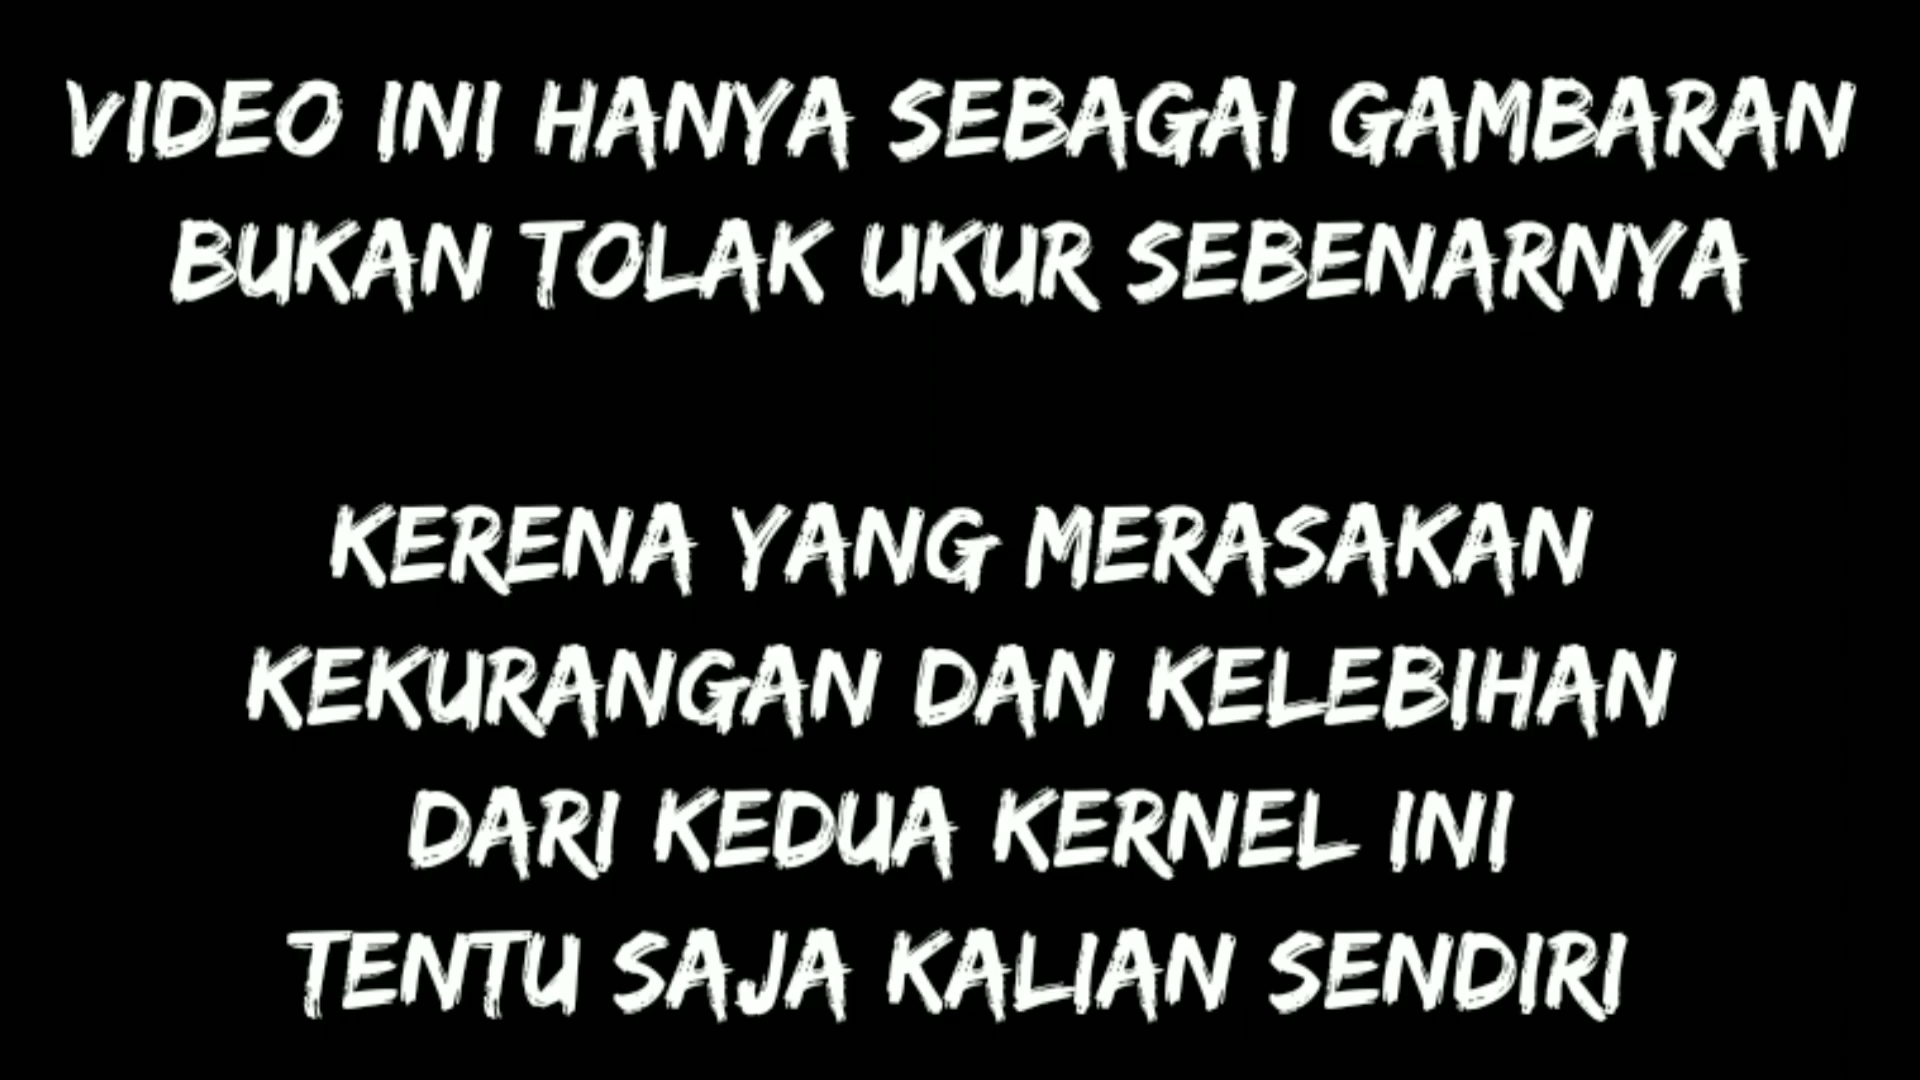 VIDEO INI HANYA SEBAGAI GAMBARAN
BUKAN TOLAK UKUR SEBENARNYA
KERENA YANG MERASAKAN
KEKURANGAN DAN KELEBIHAN
DARI KEDUA KERNEL INI
TENTU SAJA KALIAN SENDIRI